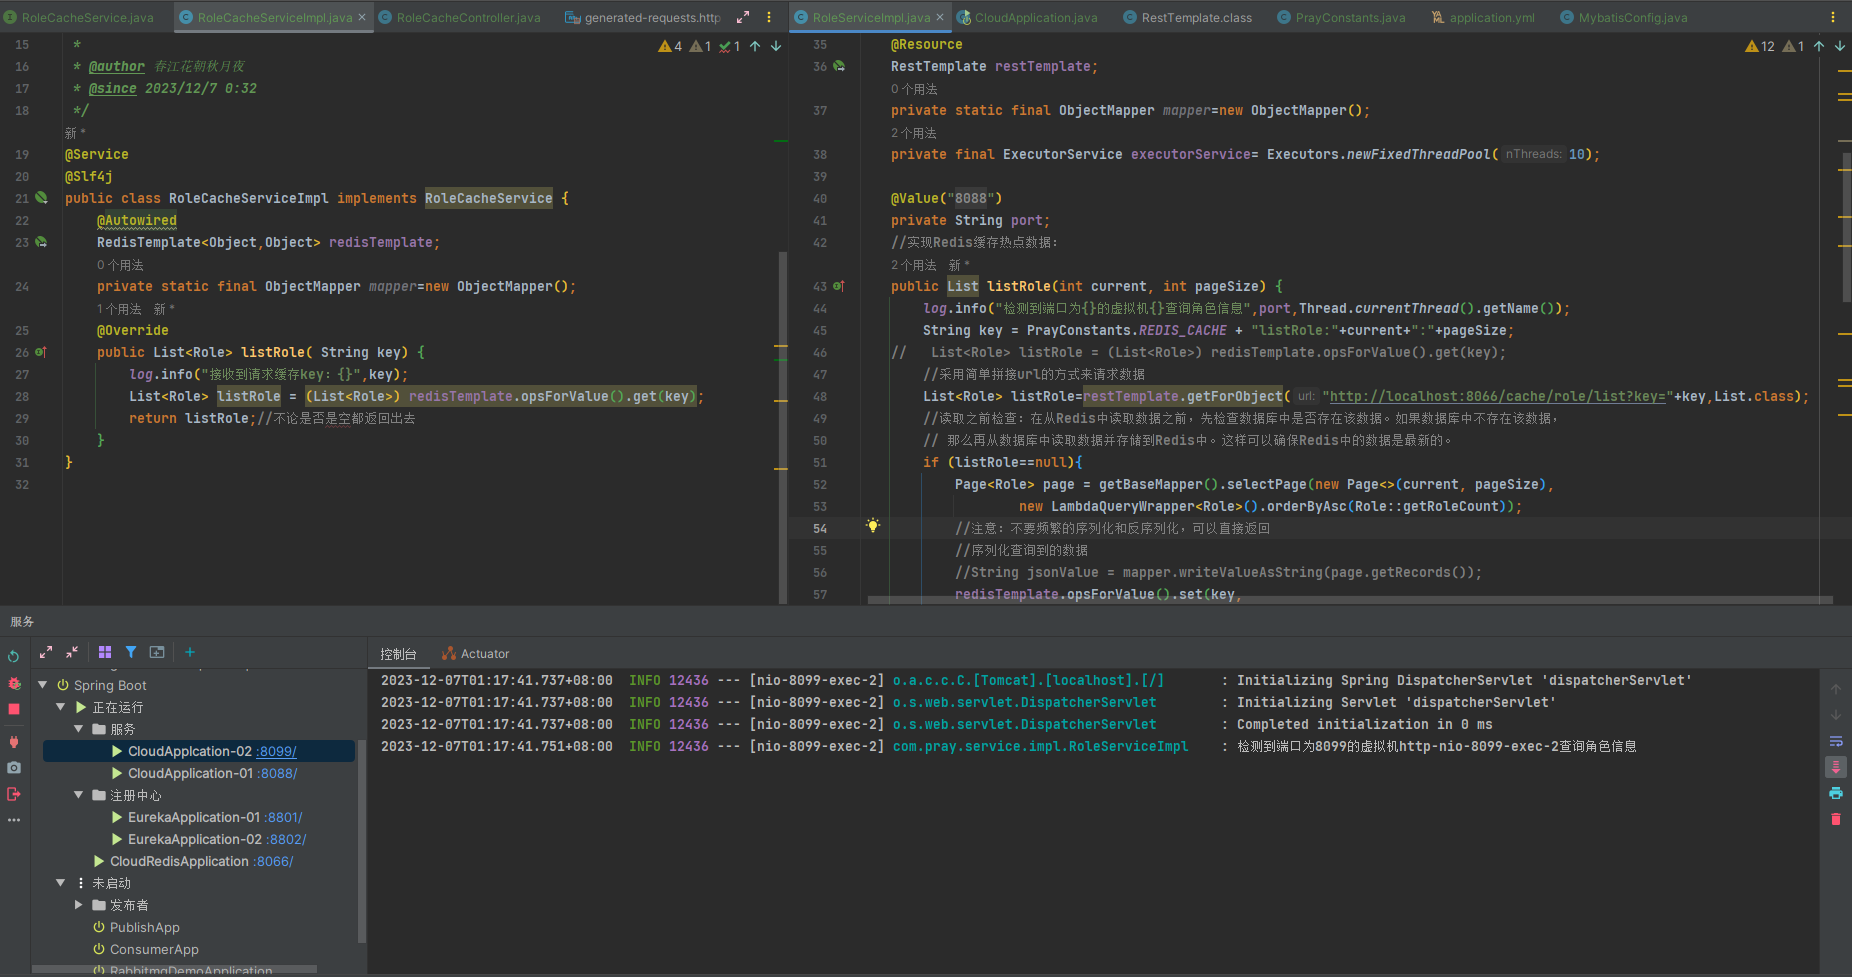 RoleCacheService.java
RoleCacheServiceImpl.java
RoleCacheController.java
generated-requests.http
RoleServiceImpl.java
CloudApplication.java
RestTemplate.class
PrayConstants.java
application.yml
MybatisConfig.java
4 1 1
15 *
16 * @author 春江花朝秋月夜
17 * @since 2023/12/7 0:32
18 */
新 *
19 @Service
20 @Slf4j
21 public class RoleCacheServiceImpl implements RoleCacheService {
22 @Autowired
23 RedisTemplate<Object,Object> redisTemplate;
0个用法
24 private static final ObjectMapper mapper=new ObjectMapper();
1个用法 新 *
25 @Override
26 public List<Role> listRole( String key) {
27 log.info("接收到请求缓存key: {}",key);
28 List<Role> listRole = (List<Role>) redisTemplate.opsForValue().get(key);
29 return listRole;//不论是否是空都返回出去
30 }
31 }
32
12 1
35 @Resource
36 RestTemplate restTemplate;
0个用法
37 private static final ObjectMapper mapper=new ObjectMapper();
2个用法
38 private final ExecutorService executorService= Executors.newFixedThreadPool( nThreads: 10);
39
40 @Value("8088")
41 private String port;
42 //实现Redis缓存热点数据:
2个用法 新 *
43 public List listRole(int current, int pageSize) {
44 log.info("检测到端口为{}的虚拟机{}查询角色信息",port,Thread.currentThread().getName());
45 String key = PrayConstants.REDIS_CACHE + "listRole:"+current+":"+pageSize;
46 // List<Role> listRole = (List<Role>) redisTemplate.opsForValue().get(key);
47 //采用简单拼接url的方式来请求数据
48 List<Role> listRole=restTemplate.getForObject( url: "http://localhost:8066/cache/role/list?key="+key,List.class);
49 //读取之前检查: 在从Redis中读取数据之前, 先检查数据库中是否存在该数据。如果数据库中不存在该数据,
50 // 那么再从数据库中读取数据并存储到Redis中。这样可以确保Redis中的数据是最新的。
51 if (listRole==null){
52 Page<Role> page = getBaseMapper().selectPage(new Page<>(current, pageSize),
53 new LambdaQueryWrapper<Role>().orderByAsc(Role::getRoleCount));
54 //注意: 不要频繁的序列化和反序列化, 可以直接返回
55 //序列化查询到的数据
56 //String jsonValue = mapper.writeValueAsString(page.getRecords());
57 redisTemplate.opsForValue().set(key,
服务
Spring Boot
正在运行
服务
CloudApplcation-02 :8099/
CloudApplication-01 :8088/
注册中心
EurekaApplication-01 :8801/
EurekaApplication-02 :8802/
CloudRedisApplication :8066/
未启动
发布者
PublishApp
ConsumerApp
RabbitmqDemoApplication
控制台 Actuator
2023-12-07T01:17:41.737+08:00 INFO 12436 --- [nio-8099-exec-2] o.a.c.c.C.[Tomcat].[localhost].[/] : Initializing Spring DispatcherServlet 'dispatcherServlet'
2023-12-07T01:17:41.737+08:00 INFO 12436 --- [nio-8099-exec-2] o.s.web.servlet.DispatcherServlet : Initializing Servlet 'dispatcherServlet'
2023-12-07T01:17:41.737+08:00 INFO 12436 --- [nio-8099-exec-2] o.s.web.servlet.DispatcherServlet : Completed initialization in 0 ms
2023-12-07T01:17:41.751+08:00 INFO 12436 --- [nio-8099-exec-2] com.pray.service.impl.RoleServiceImpl : 检测到端口为8099的虚拟机http-nio-8099-exec-2查询角色信息